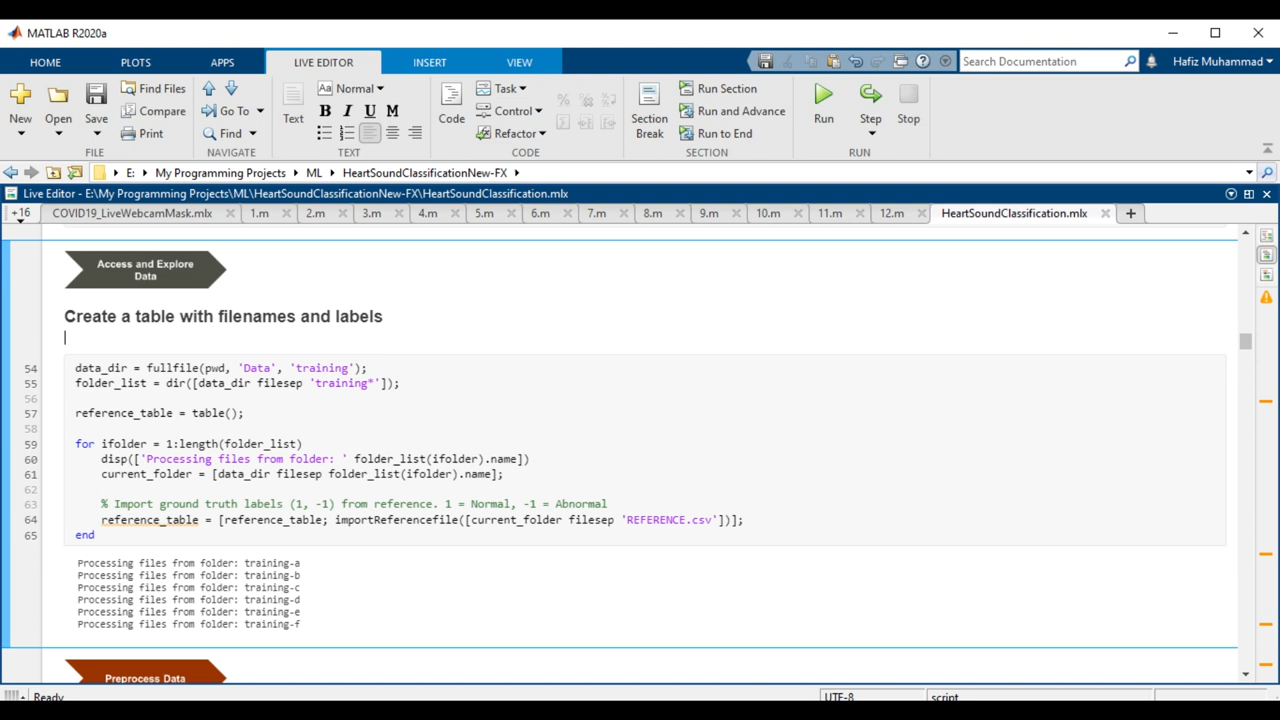 MATLAB R2020a
HOME PLOTS APPS LIVE EDITOR INSERT VIEW Search Documentation Hafiz Muhammad
New Open Save Find Files Compare Print Go To Find Text Normal B I U M Code Task Control Refactor Section Break Run Section Run and Advance Run to End Run Step Stop
FILE NAVIGATE TEXT CODE SECTION RUN
E: My Programming Projects ML HeartSoundClassificationNew-FX
Live Editor - E:\My Programming Projects\ML\HeartSoundClassificationNew-FX\HeartSoundClassification.mlx
+16 COVID19_LiveWebcamMask.mlx 1.m 2.m 3.m 4.m 5.m 6.m 7.m 8.m 9.m 10.m 11.m 12.m HeartSoundClassification.mlx
Access and Explore
Data
Create a table with filenames and labels
54 data_dir = fullfile(pwd, 'Data', 'training');
55 folder_list = dir([data_dir filesep 'training*']);
56
57 reference_table = table();
58
59 for ifolder = 1:length(folder_list)
60 disp(['Processing files from folder: ' folder_list(ifolder).name])
61 current_folder = [data_dir filesep folder_list(ifolder).name];
62
63 % Import ground truth labels (1, -1) from reference. 1 = Normal, -1 = Abnormal
64 reference_table = [reference_table; importReferencefile([current_folder filesep 'REFERENCE.csv'])];
65 end
Processing files from folder: training-a
Processing files from folder: training-b
Processing files from folder: training-c
Processing files from folder: training-d
Processing files from folder: training-e
Processing files from folder: training-f
Preprocess Data
Ready UTF-8 script